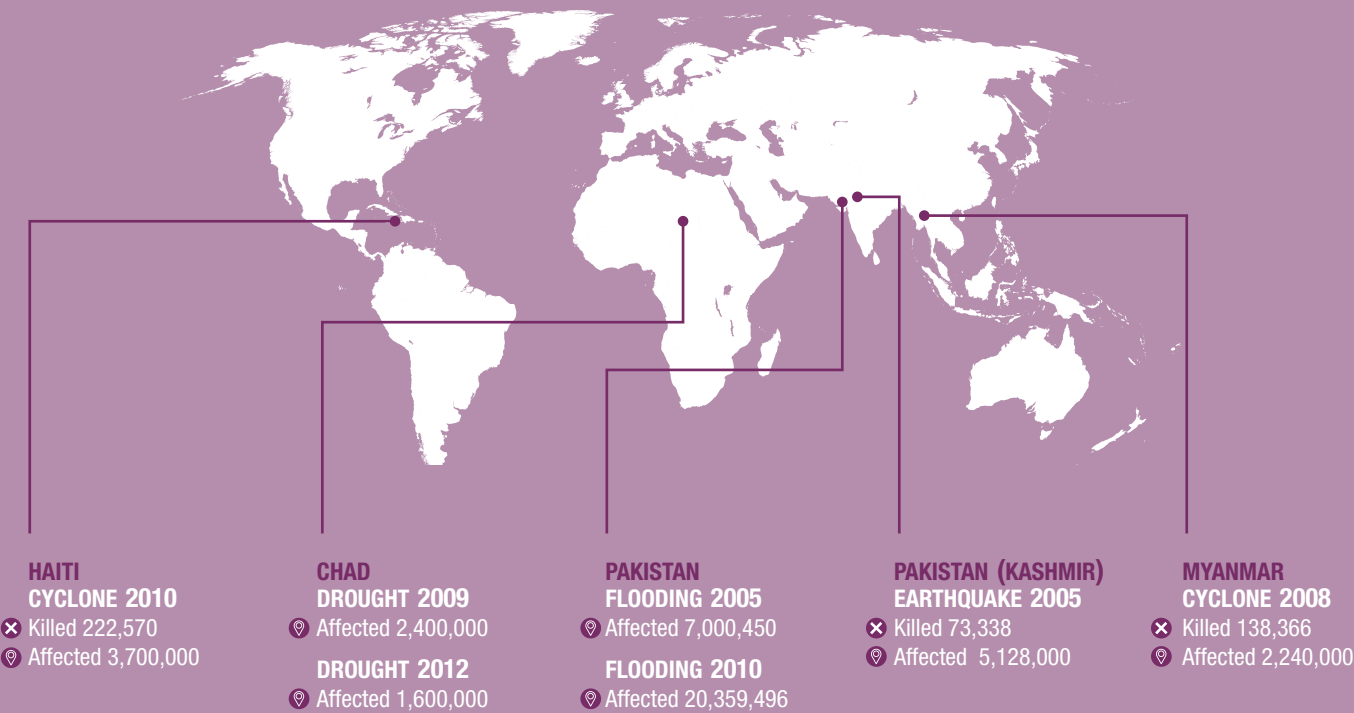 HAITI
CYCLONE 2010
Killed 222,570
Affected 3,700,000
CHAD
DROUGHT 2009
Affected 2,400,000
DROUGHT 2012
Affected 1,600,000
PAKISTAN
FLOODING 2005
Affected 7,000,450
FLOODING 2010
Affected 20,359,496
PAKISTAN (KASHMIR)
EARTHQUAKE 2005
Killed 73,338
Affected 5,128,000
MYANMAR
CYCLONE 2008
Killed 138,366
Affected 2,240,000